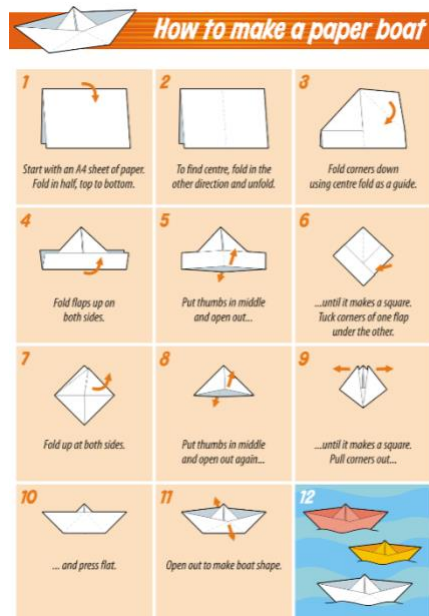 How to make a paper boat
1
Start with an A4 sheet of paper.
Fold in half, top to bottom.
2
To find centre, fold in the
other direction and unfold.
3
Fold corners down
using centre fold as a guide.
4
Fold flaps up on
both sides.
5
Put thumbs in middle
and open out...
6
...until it makes a square.
Tuck corners of one flap
under the other.
7
Fold up at both sides.
8
Put thumbs in middle
and open out again...
9
...until it makes a square.
Pull corners out...
10
... and press flat.
11
Open out to make boat shape.
12